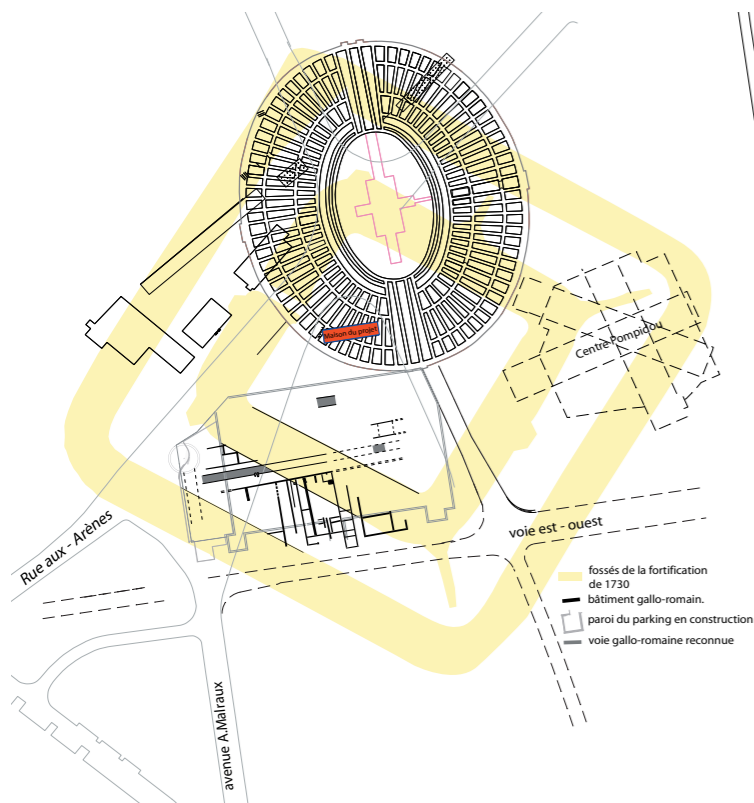 Maison du projet
Centre Pompidou
Rue aux - Arènes
voie est - ouest
avenue A.Malraux
fossés de la fortification
de 1730
bâtiment gallo-romain.
paroi du parking en construction
voie gallo-romaine reconnue